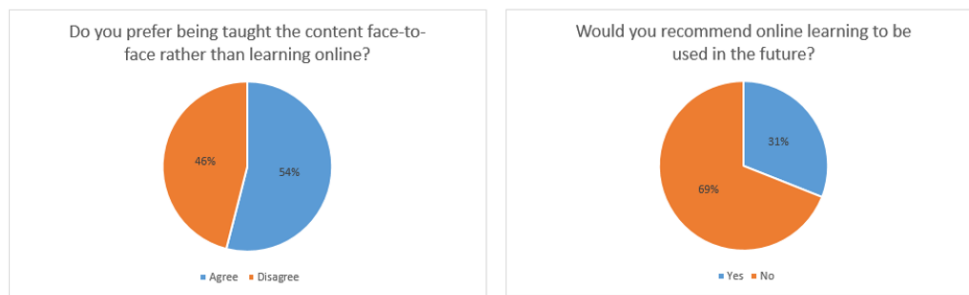 Do you prefer being taught the content face-to-
face rather than learning online?
46%
54%
Agree Disagree
Would you recommend online learning to be
used in the future?
31%
69%
Yes No